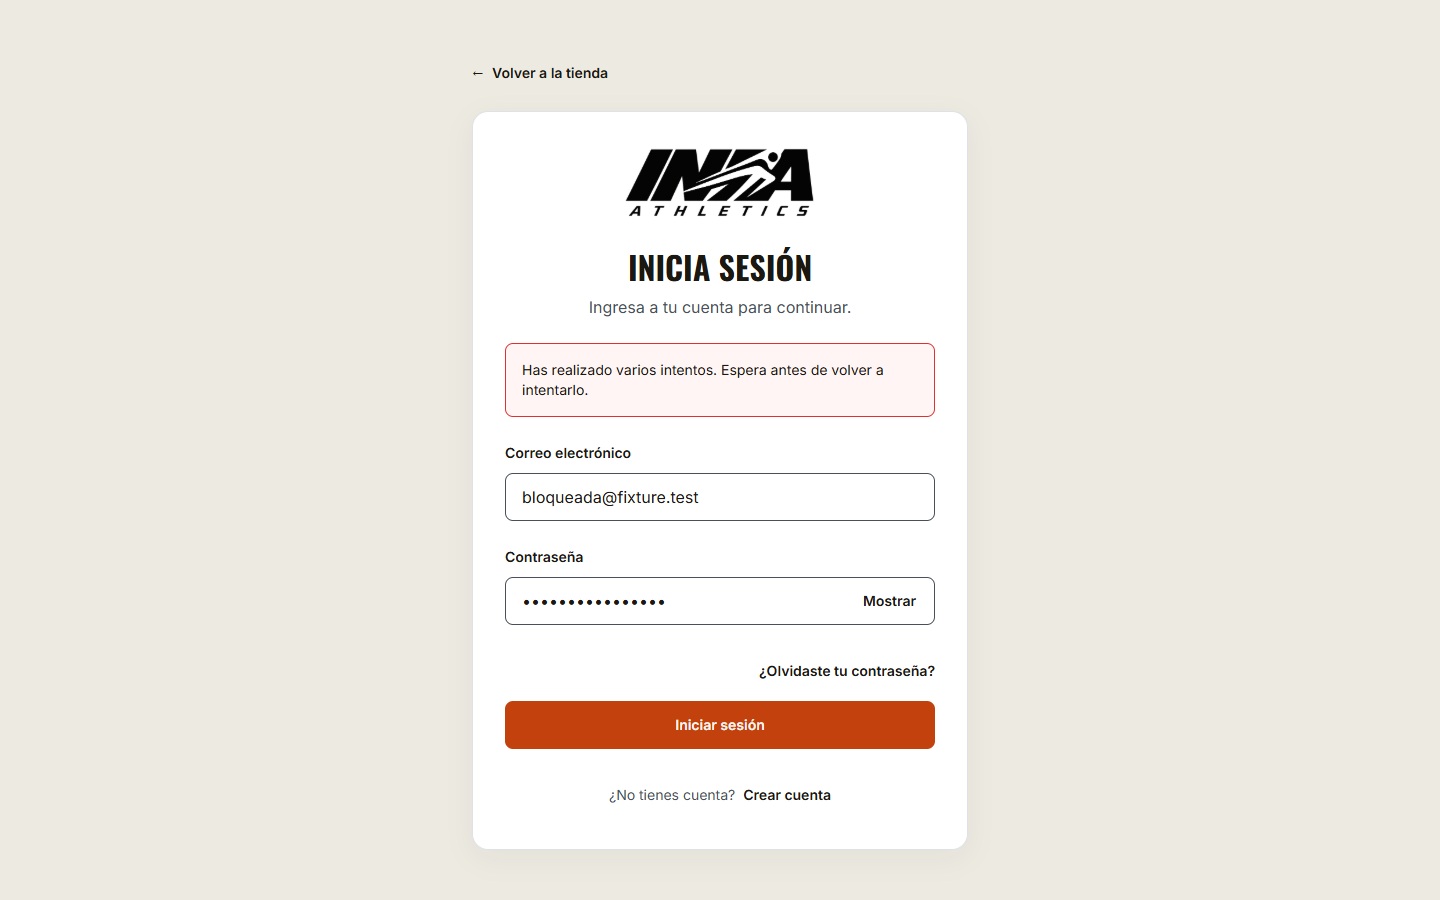 ← Volver a la tienda
INZA
ATHLETICS
INICIA SESIÓN
Ingresa a tu cuenta para continuar.
Has realizado varios intentos. Espera antes de volver a
intentarlo.
Correo electrónico
bloqueada@fixture.test
Contraseña
•••••••••••••••• Mostrar
¿Olvidaste tu contraseña?
Iniciar sesión
¿No tienes cuenta? Crear cuenta